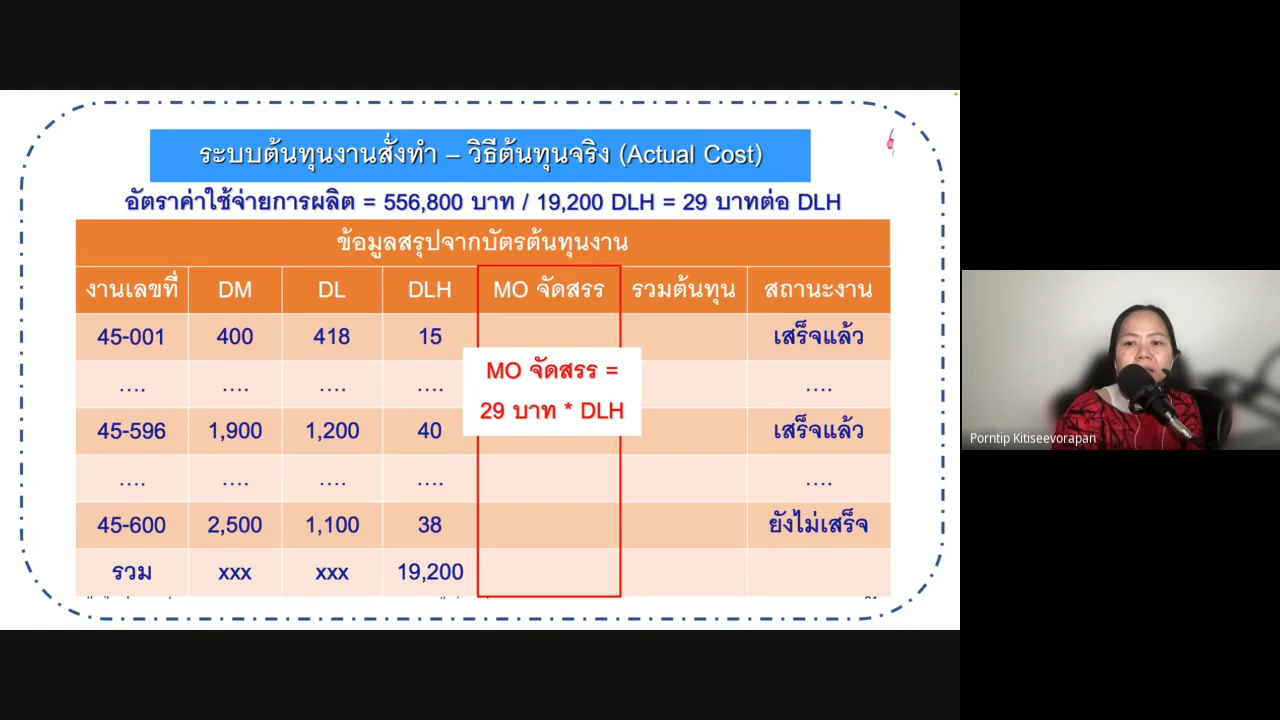 ระบบต้นทุนงานสั่งทำ – วิธีต้นทุนจริง (Actual Cost)
อัตราค่าใช้จ่ายการผลิต = 556,800 บาท / 19,200 DLH = 29 บาทต่อ DLH
ข้อมูลสรุปจากบัตรต้นทุนงาน
งานเลขที่ DM DL DLH MO จัดสรร รวมต้นทุน สถานะงาน
45-001 400 418 15 เสร็จแล้ว
.... .... .... .... ....
MO จัดสรร =
29 บาท * DLH
45-596 1,900 1,200 40 เสร็จแล้ว
.... .... .... .... ....
45-600 2,500 1,100 38 ยังไม่เสร็จ
รวม xxx xxx 19,200
Porntip Kitiseevorapan